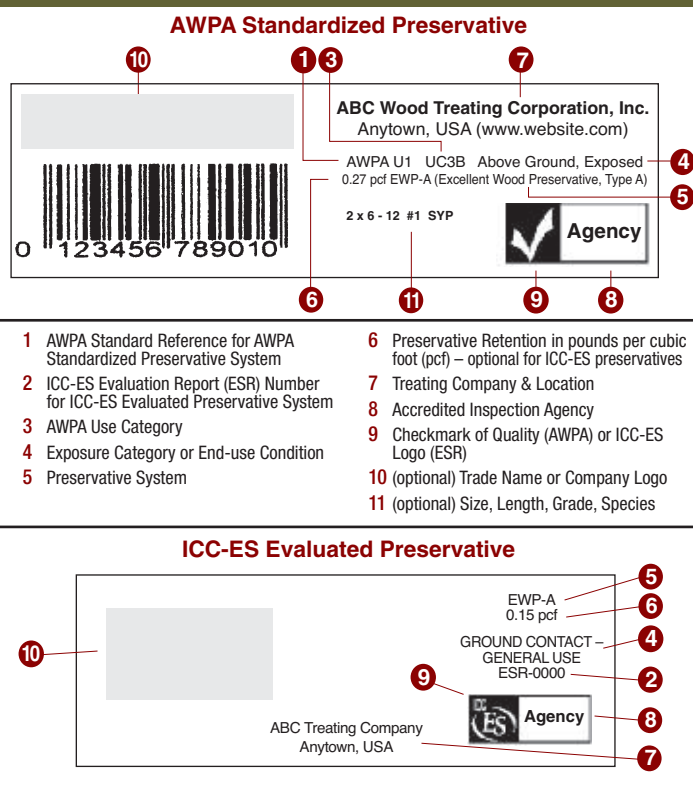 AWPA Standardized Preservative
10
1
3
7
ABC Wood Treating Corporation, Inc.
Anytown, USA (www.website.com)
AWPA U1 UC3B Above Ground, Exposed
4
0.27 pcf EWP-A (Excellent Wood Preservative, Type A)
5
2 x 6 - 12 #1 SYP
Agency
0 123456 789010
6
11
9
8
1 AWPA Standard Reference for AWPA
Standardized Preservative System
2 ICC-ES Evaluation Report (ESR) Number
for ICC-ES Evaluated Preservative System
3 AWPA Use Category
4 Exposure Category or End-use Condition
5 Preservative System
6 Preservative Retention in pounds per cubic
foot (pcf) – optional for ICC-ES preservatives
7 Treating Company & Location
8 Accredited Inspection Agency
9 Checkmark of Quality (AWPA) or ICC-ES
Logo (ESR)
10 (optional) Trade Name or Company Logo
11 (optional) Size, Length, Grade, Species
ICC-ES Evaluated Preservative
EWP-A
5
0.15 pcf
6
GROUND CONTACT –
4
GENERAL USE
ESR-0000
2
10
9
ICC
ES
Agency
8
ABC Treating Company
Anytown, USA
7